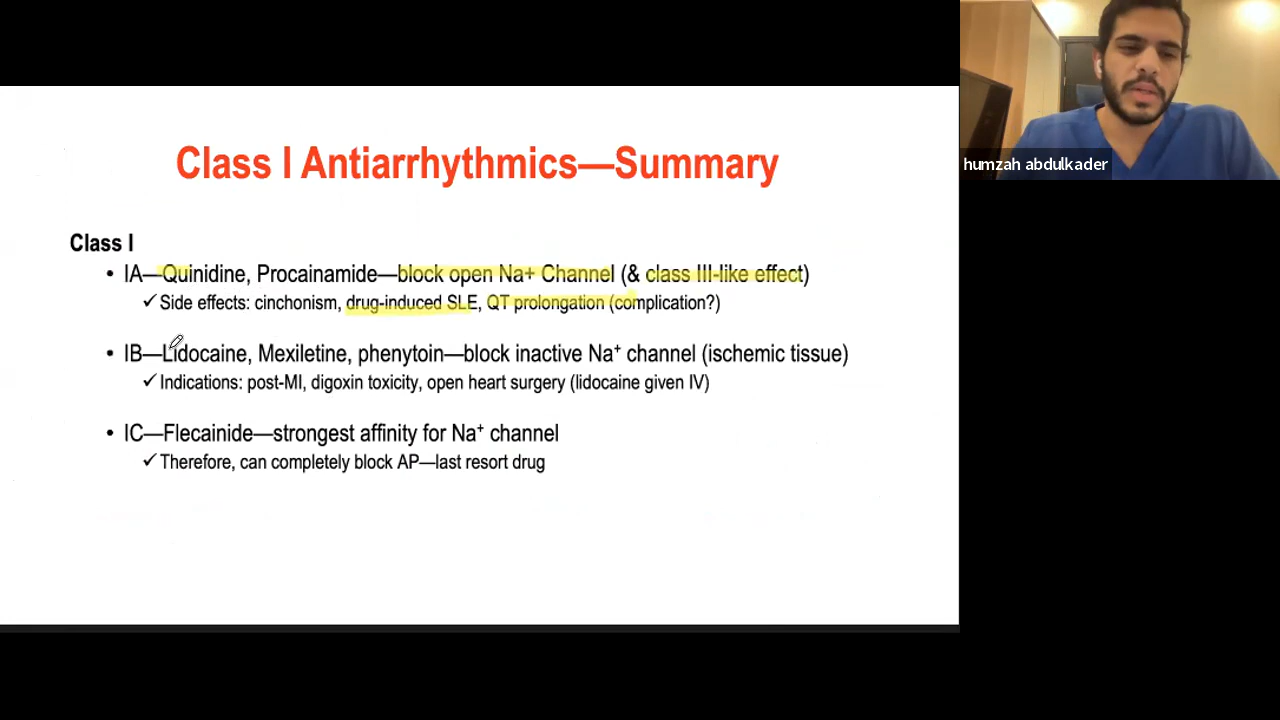 Class I Antiarrhythmics—Summary
humzah abdulkader
Class I
• IA—Quinidine, Procainamide—block open Na+ Channel (& class III-like effect)
✓Side effects: cinchonism, drug-induced SLE, QT prolongation (complication?)
• IB—Lidocaine, Mexiletine, phenytoin—block inactive Na⁺ channel (ischemic tissue)
✓Indications: post-MI, digoxin toxicity, open heart surgery (lidocaine given IV)
• IC—Flecainide—strongest affinity for Na⁺ channel
✓Therefore, can completely block AP—last resort drug